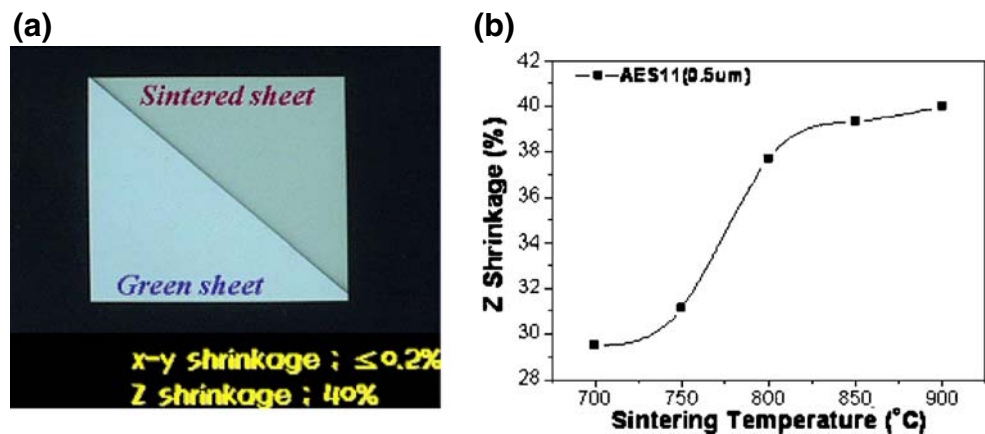 (a)
Sintered sheet
Green sheet
x-y shrinkage ; ≤0.2%
Z shrinkage ; 40%
(b)
AES11(0.5um)
Z Shrinkage (%)
42
40
38
36
34
32
30
28
700 750 800 850 900
Sintering Temperature (°C)